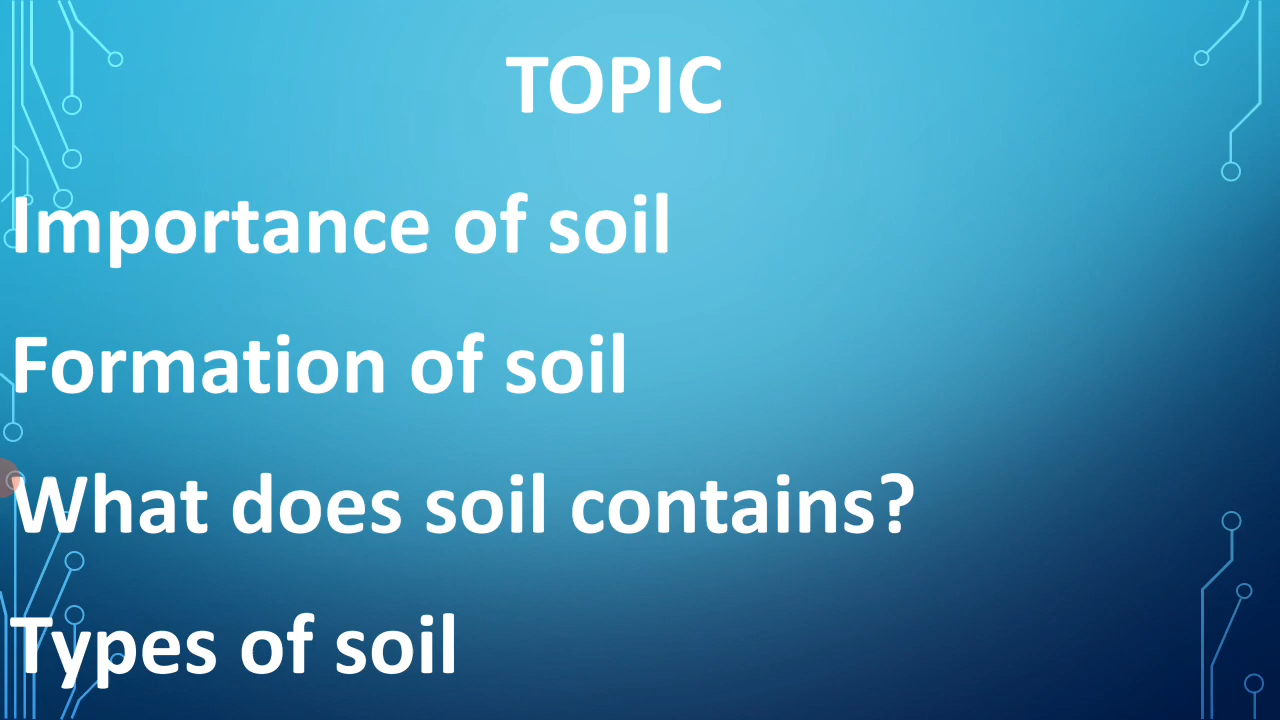 TOPIC
Importance of soil
Formation of soil
What does soil contains?
Types of soil